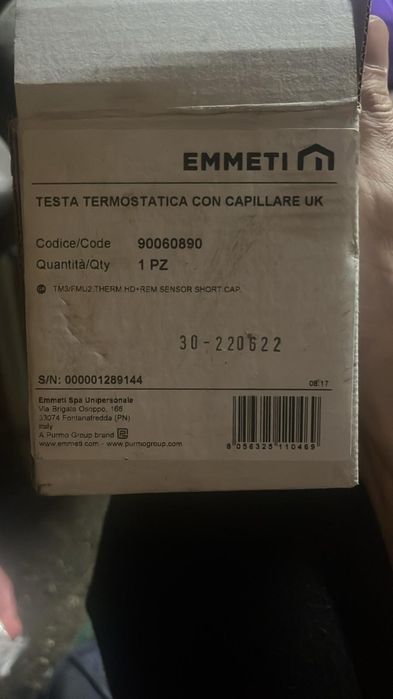 EMMETI
TESTA TERMOSTATICA CON CAPILLARE UK
Codice/Code 90060890
Quantità/Qty 1 PZ
TM3/FMU2.THERM.HD+REM SENSOR SHORT CAP.
30-220622
S/N: 000001289144
08.17
Emmeti Spa Unipersonale
Via Brigata Osoppo, 166
33074 Fontanafredda (PN)
Italy
A Purmo Group brand
www.emmeti.com - www.purmogroup.com
8 056325 110469